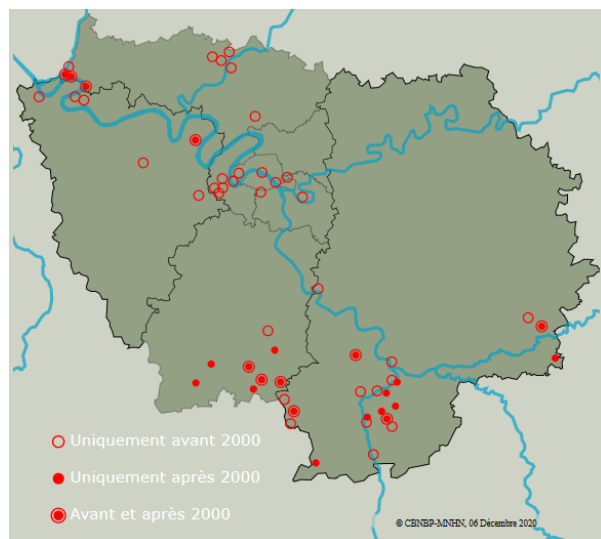 Uniquement avant 2000
Uniquement après 2000
Avant et après 2000
© CBNBP-MNHN, 06 Décembre 2020